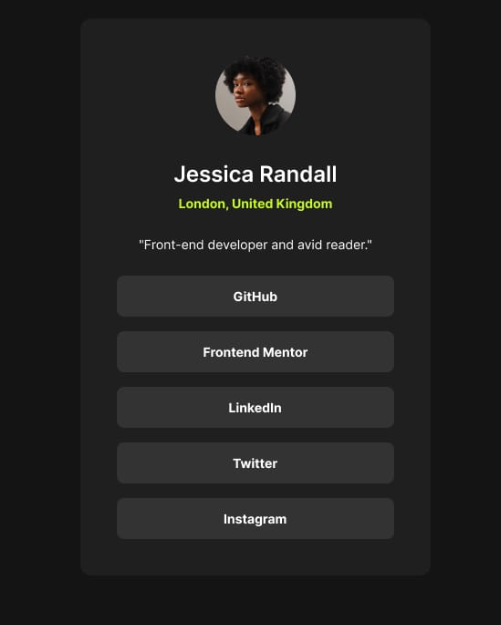 Jessica Randall
London, United Kingdom
"Front-end developer and avid reader."
GitHub
Frontend Mentor
LinkedIn
Twitter
Instagram